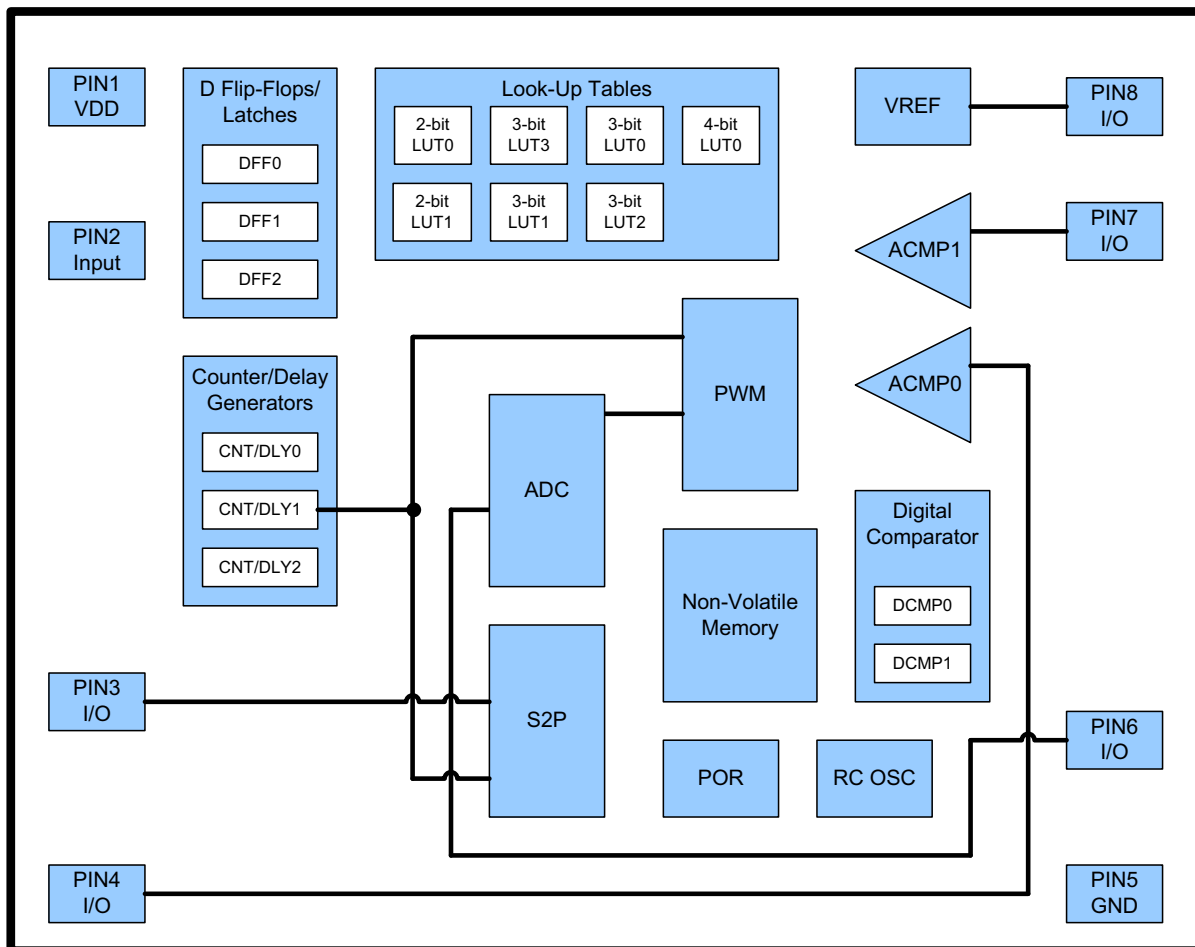 PIN1
VDD
D Flip-Flops/
Latches
DFF0
DFF1
DFF2
Look-Up Tables
2-bit
LUT0
3-bit
LUT3
3-bit
LUT0
4-bit
LUT0
2-bit
LUT1
3-bit
LUT1
3-bit
LUT2
VREF
PIN8
I/O
PIN2
Input
ACMP1
PIN7
I/O
Counter/Delay
Generators
CNT/DLY0
CNT/DLY1
CNT/DLY2
ADC
PWM
ACMP0
Non-Volatile
Memory
Digital
Comparator
DCMP0
DCMP1
PIN3
I/O
S2P
POR
RC OSC
PIN6
I/O
PIN4
I/O
PIN5
GND